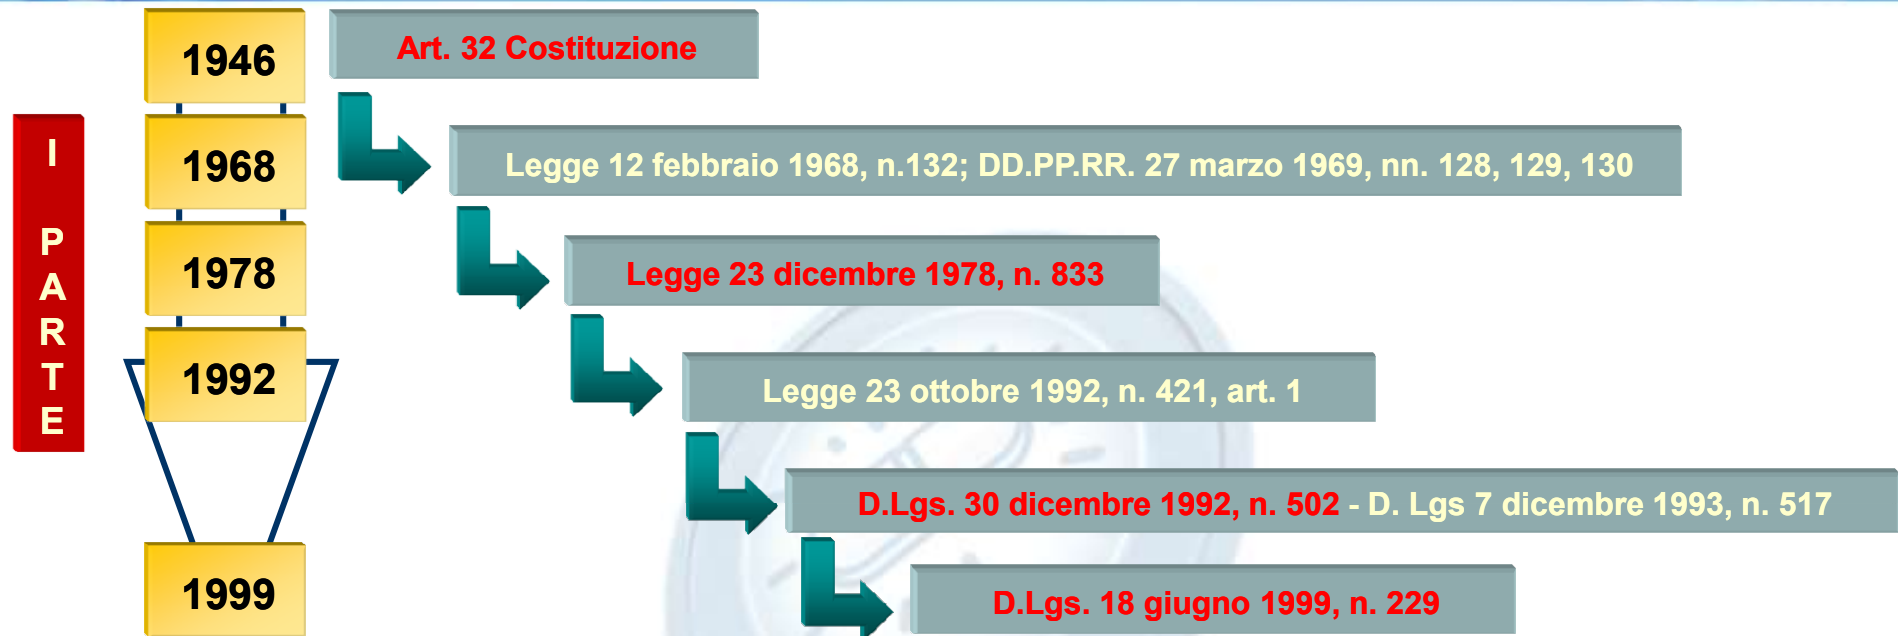 I PARTE
1946
Art. 32 Costituzione
1968
Legge 12 febbraio 1968, n.132; DD.PP.RR. 27 marzo 1969, nn. 128, 129, 130
1978
Legge 23 dicembre 1978, n. 833
1992
Legge 23 ottobre 1992, n. 421, art. 1
D.Lgs. 30 dicembre 1992, n. 502 - D. Lgs 7 dicembre 1993, n. 517
1999
D.Lgs. 18 giugno 1999, n. 229